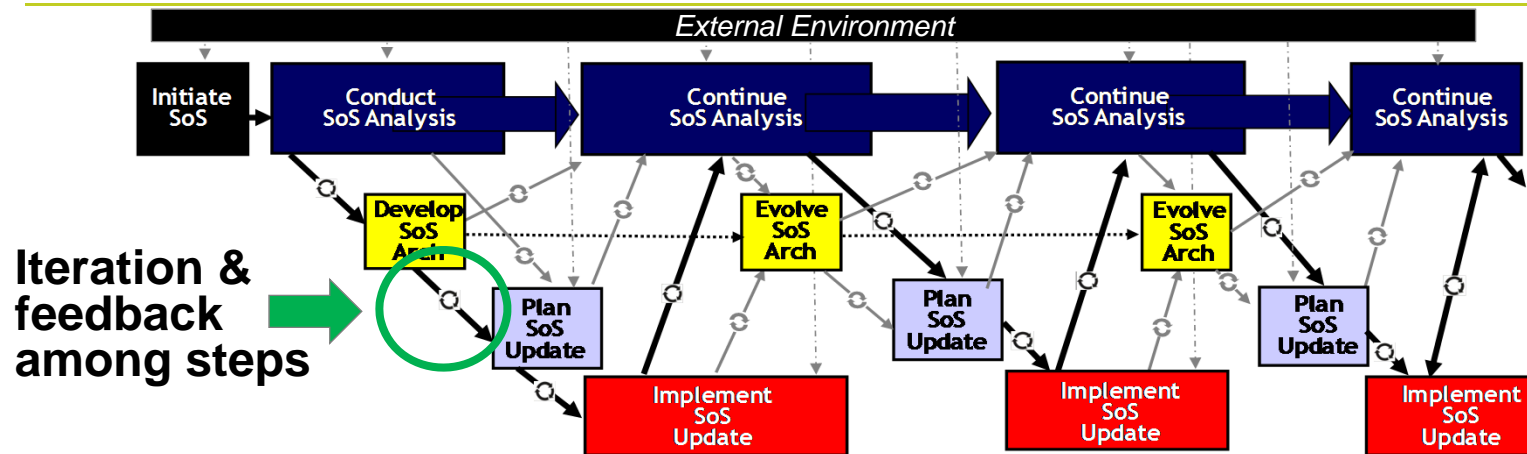 External Environment
Initiate
SoS
Conduct
SoS Analysis
Continue
SoS Analysis
Continue
SoS Analysis
Continue
SoS Analysis
Develop
SoS
Arch
Evolve
SoS
Arch
Evolve
SoS
Arch
Iteration &
feedback
among steps
Plan
SoS
Update
Plan
SoS
Update
Plan
SoS
Update
Implement
SoS
Update
Implement
SoS
Update
Implement
SoS
Update